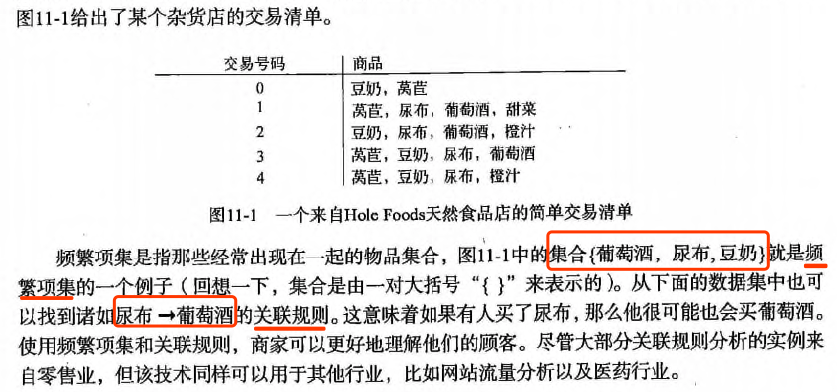 图11-1给出了某个杂货店的交易清单。
交易号码 商品
0 豆奶，莴苣
1 莴苣，尿布，葡萄酒，甜菜
2 豆奶，尿布，葡萄酒，橙汁
3 莴苣，豆奶，尿布，葡萄酒
4 莴苣，豆奶，尿布，橙汁
图11-1 一个来自Hole Foods天然食品店的简单交易清单
频繁项集是指那些经常出现在一起的物品集合，图11-1中的集合{葡萄酒，尿布,豆奶}就是频
繁项集的一个例子（回想一下，集合是由一对大括号“{ }”来表示的）。从下面的数据集中也可
以找到诸如尿布→葡萄酒的关联规则。这意味着如果有人买了尿布，那么他很可能也会买葡萄酒。
使用频繁项集和关联规则，商家可以更好地理解他们的顾客。尽管大部分关联规则分析的实例来
自零售业，但该技术同样可以用于其他行业，比如网站流量分析以及医药行业。